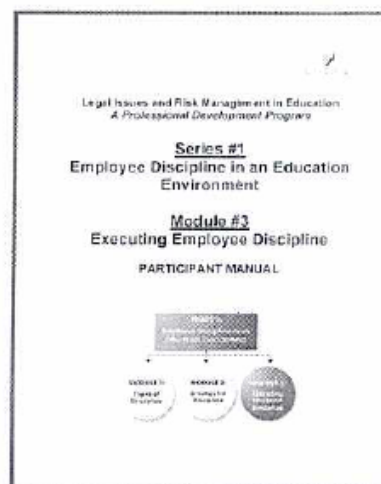 Legal Issues and Risk Management in Education
A Professional Development Program
Series #1
Employee Discipline in an Education
Environment
Module #3
Executing Employee Discipline
PARTICIPANT MANUAL